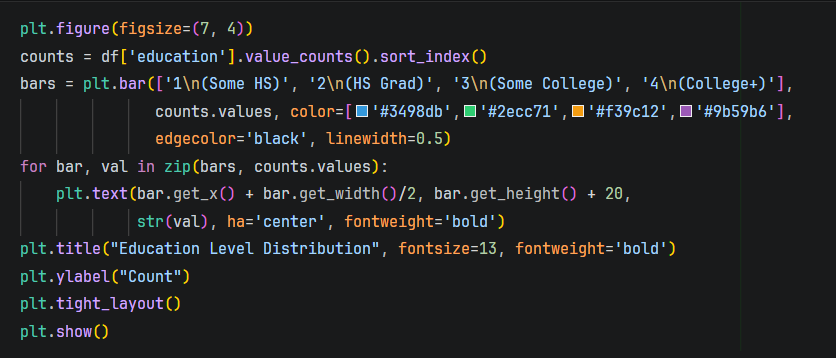 plt.figure(figsize=(7, 4))
counts = df['education'].value_counts().sort_index()
bars = plt.bar(['1\n(Some HS)', '2\n(HS Grad)', '3\n(Some College)', '4\n(College+)'],
counts.values, color=['#3498db','#2ecc71','#f39c12','#9b59b6'],
edgecolor='black', linewidth=0.5)
for bar, val in zip(bars, counts.values):
plt.text(bar.get_x() + bar.get_width()/2, bar.get_height() + 20,
str(val), ha='center', fontweight='bold')
plt.title("Education Level Distribution", fontsize=13, fontweight='bold')
plt.ylabel("Count")
plt.tight_layout()
plt.show()